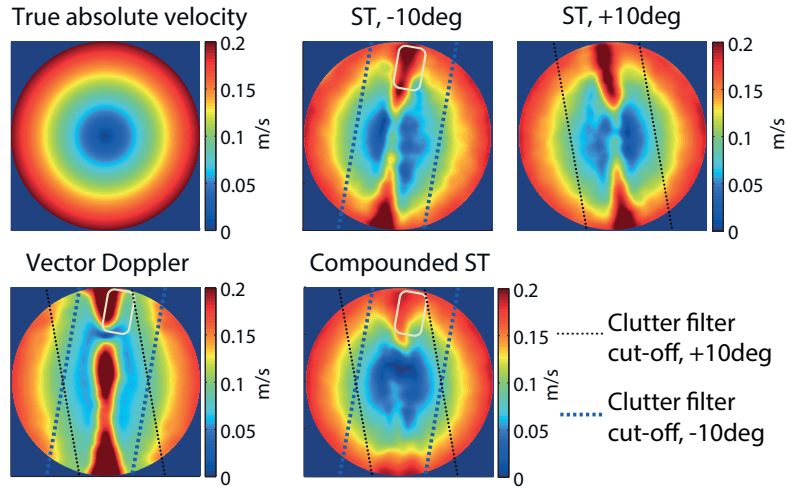 True absolute velocity
ST, -10deg
ST, +10deg
0.2
0.15
0.1
0.05
0
m/s
0.2
0.15
0.1
0.05
0
m/s
0.2
0.15
0.1
0.05
0
m/s
Vector Doppler
Compounded ST
0.2
0.15
0.1
0.05
0
m/s
0.2
0.15
0.1
0.05
0
m/s
Clutter filter
cut-off, +10deg
Clutter filter
cut-off, -10deg